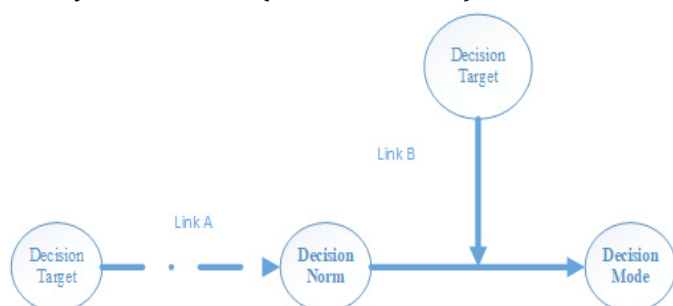 Decision
Target
Link B
Link A
Decision
Target
Decision
Norm
Decision
Mode